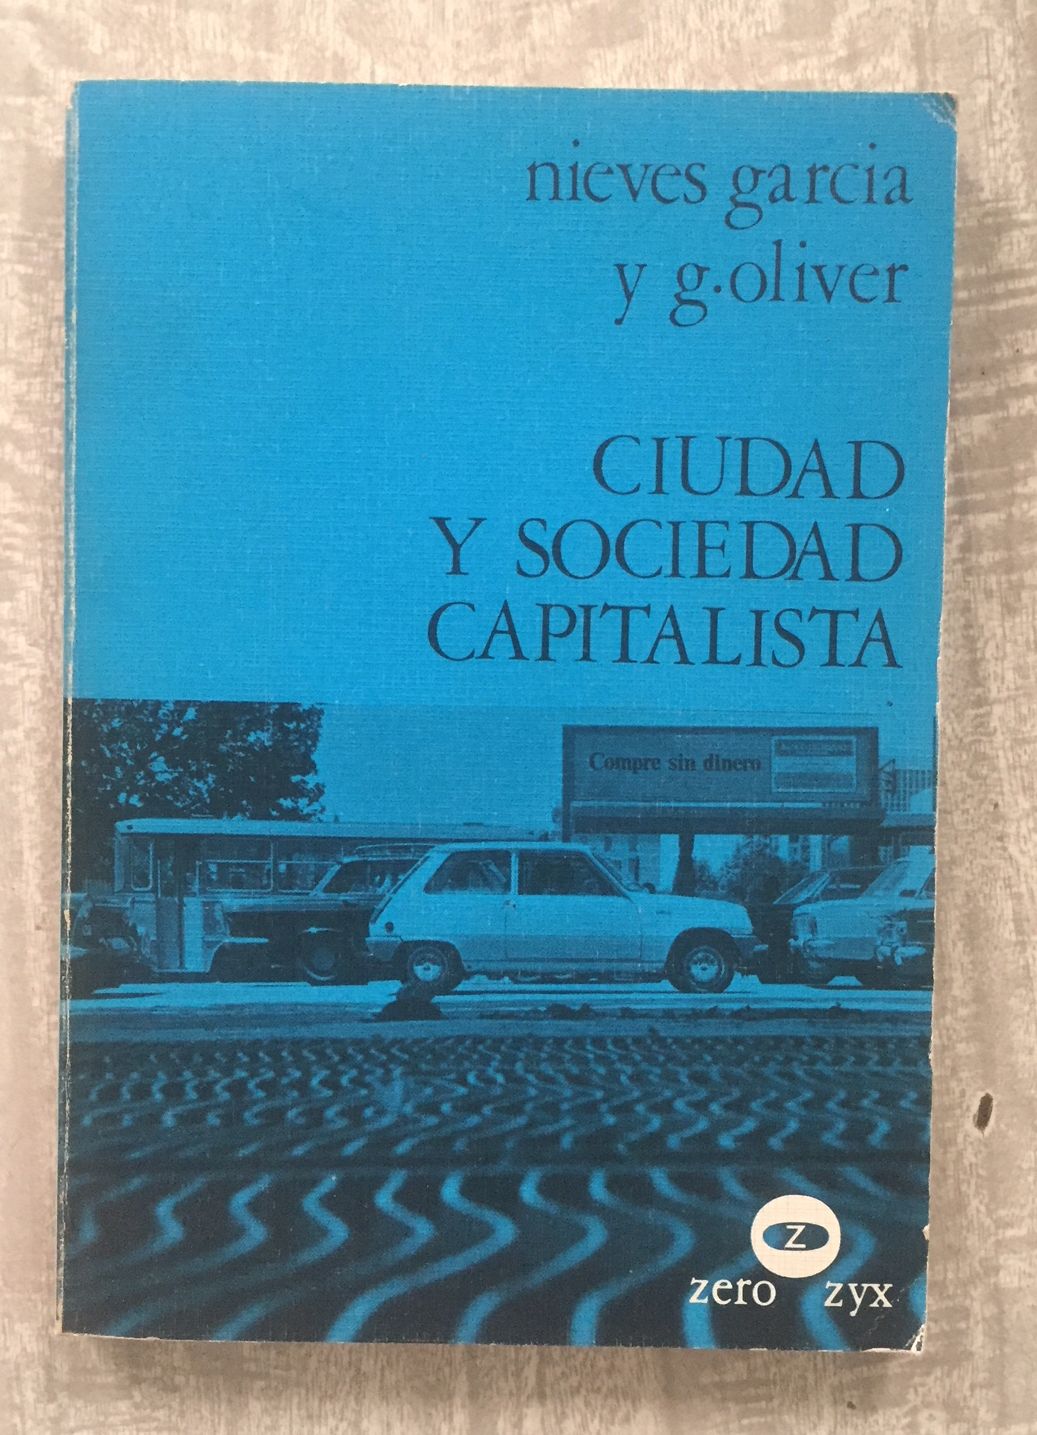 nieves garcia
y g. oliver
CIUDAD
Y SOCIEDAD
CAPITALISTA
Compre sin dinero
z
zero zyx